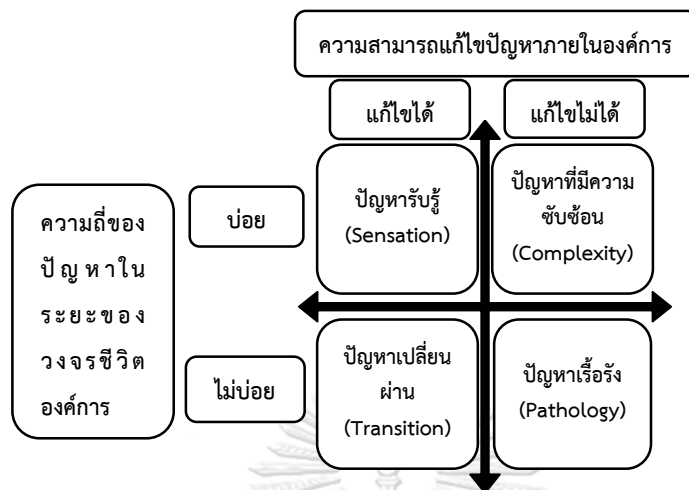 ความสามารถแก้ไขปัญหาภายในองค์การ
แก้ไขได้
แก้ไขไม่ได้
ความถี่ของ
ปัญหาใน
ระยะของ
วงจรชีวิต
องค์การ
บ่อย
ปัญหารับรู้
(Sensation)
ปัญหาที่มีความ
ซับซ้อน
(Complexity)
ไม่บ่อย
ปัญหาเปลี่ยน
ผ่าน
(Transition)
ปัญหาเรื้อรัง
(Pathology)